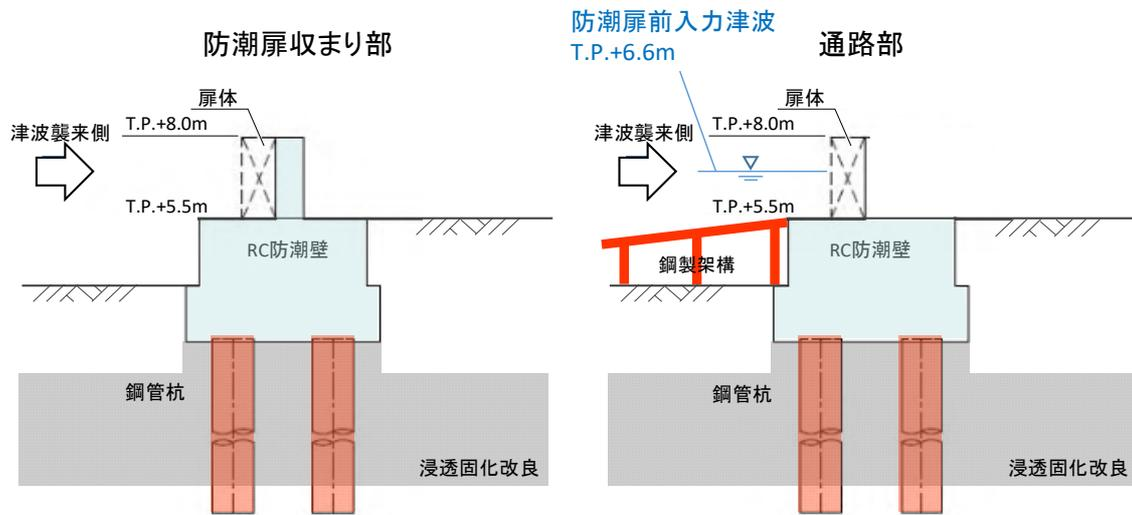 防潮扉収まり部
扉体
T.P.+8.0m
津波襲来側
T.P.+5.5m
RC防潮壁
鋼管杭
浸透固化改良
防潮扉前入力津波
T.P.+6.6m
通路部
扉体
T.P.+8.0m
津波襲来側
T.P.+5.5m
RC防潮壁
鋼製架構
鋼管杭
浸透固化改良